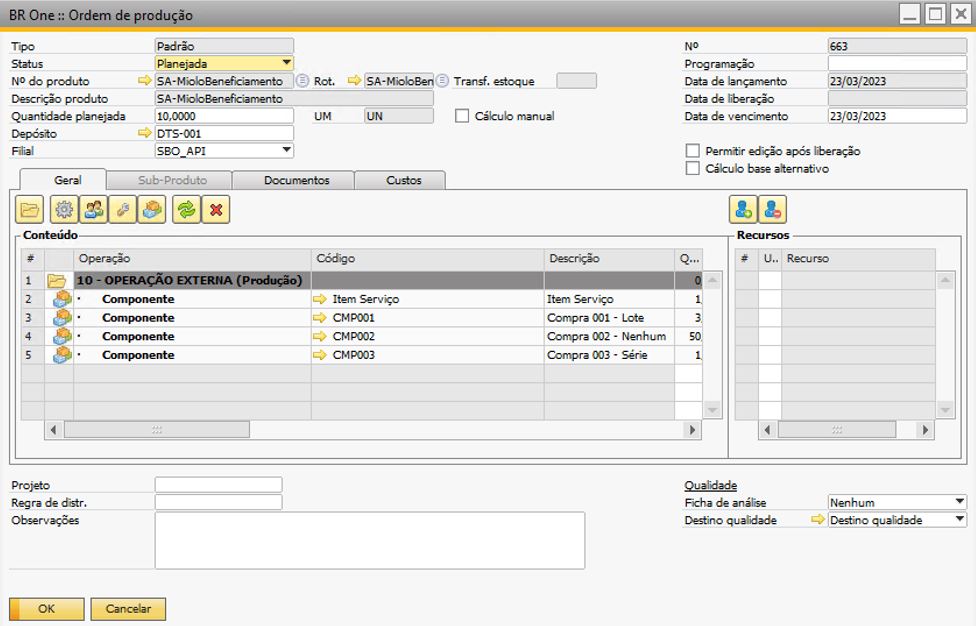 BR One :: Ordem de produção
Tipo Padrão
Status Planejada
Nº do produto SA-MioloBeneficiamento Rot. SA-MioloBen Transf. estoque
Descrição produto SA-MioloBeneficiamento
Quantidade planejada 10,0000 UM UN Cálculo manual
Depósito DTS-001
Filial SBO_API
Nº 663
Programação
Data de lançamento 23/03/2023
Data de liberação
Data de vencimento 23/03/2023
Permitir edição após liberação
Cálculo base alternativo
Geral Sub-Produto Documentos Custos
Conteúdo
# Operação Código Descrição Q...
1 10 - OPERAÇÃO EXTERNA (Produção) 0
2 · Componente Item Serviço Item Serviço 1,
3 · Componente CMP001 Compra 001 - Lote 3,
4 · Componente CMP002 Compra 002 - Nenhum 50,
5 · Componente CMP003 Compra 003 - Série 1,
Recursos
# U.. Recurso
Projeto
Regra de distr.
Observações
Qualidade
Ficha de análise Nenhum
Destino qualidade Destino qualidade
OK Cancelar